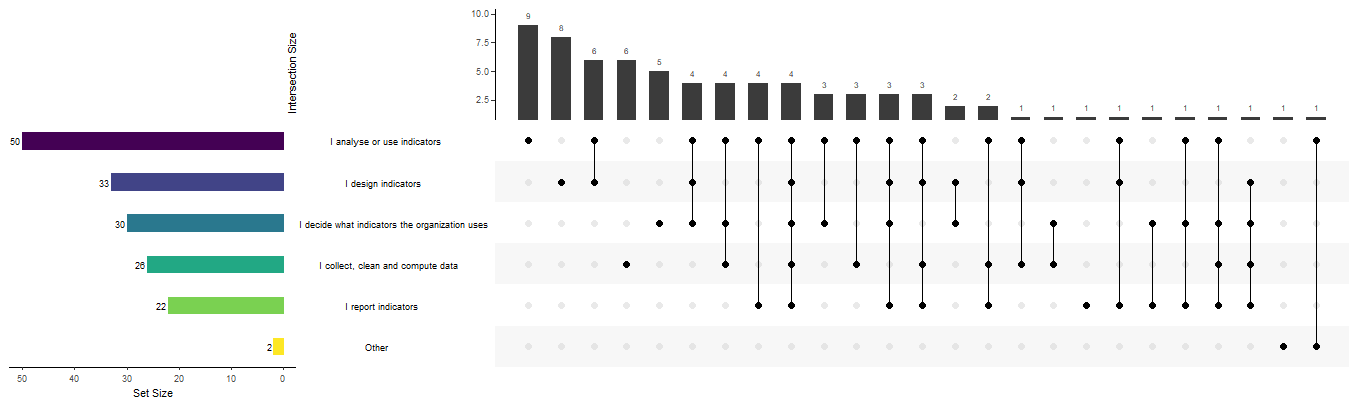 Intersection Size
10.0
7.5
5.0
2.5
9 8 6 6 5 4 4 4 4 3 3 3 3 2 2 1 1 1 1 1 1 1 1 1 1
50 I analyse or use indicators
33 I design indicators
30 I decide what indicators the organization uses
26 I collect, clean and compute data
22 I report indicators
2 Other
50 40 30 20 10 0
Set Size